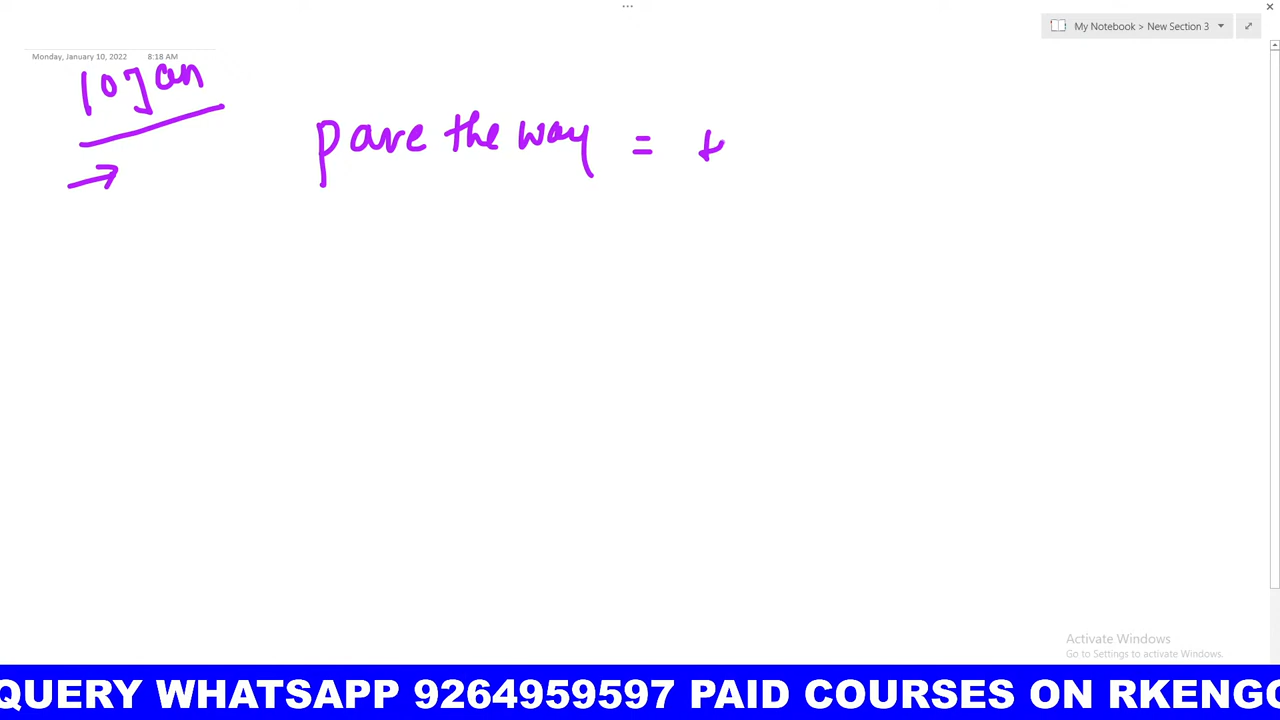 My Notebook > New Section 3
Monday, January 10, 2022 8:18 AM
10 Jan
pave the way = t
Activate Windows
Go to Settings to activate Windows.
QUERY WHATSAPP 9264959597 PAID COURSES ON RKENGC